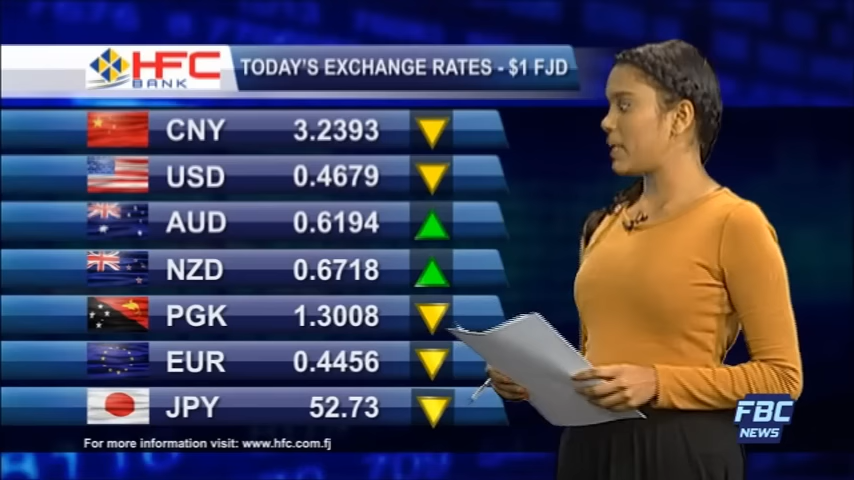 HFC
BANK
TODAY'S EXCHANGE RATES - $1 FJD
CNY 3.2393
USD 0.4679
AUD 0.6194
NZD 0.6718
PGK 1.3008
EUR 0.4456
JPY 52.73
For more information visit: www.hfc.com.fj
FBC
NEWS